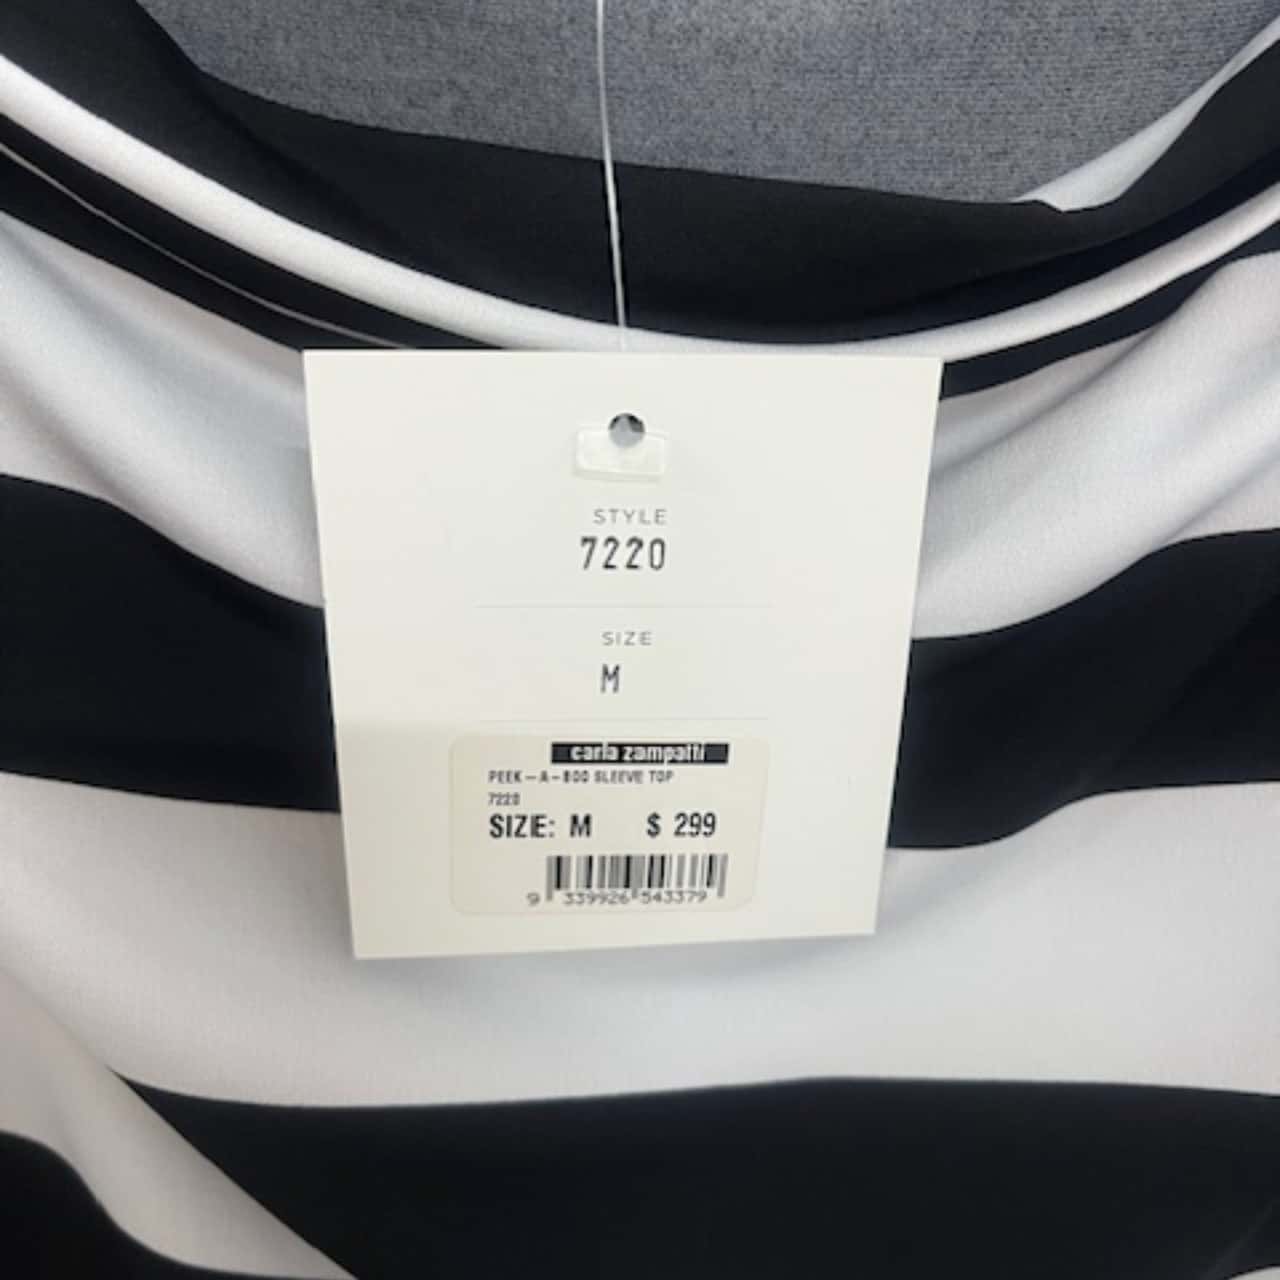 STYLE
7220
SIZE
M
carla zampatti
PEEK-A-BOO SLEEVE TOP
7220
SIZE: M $ 299
9 339926 543379